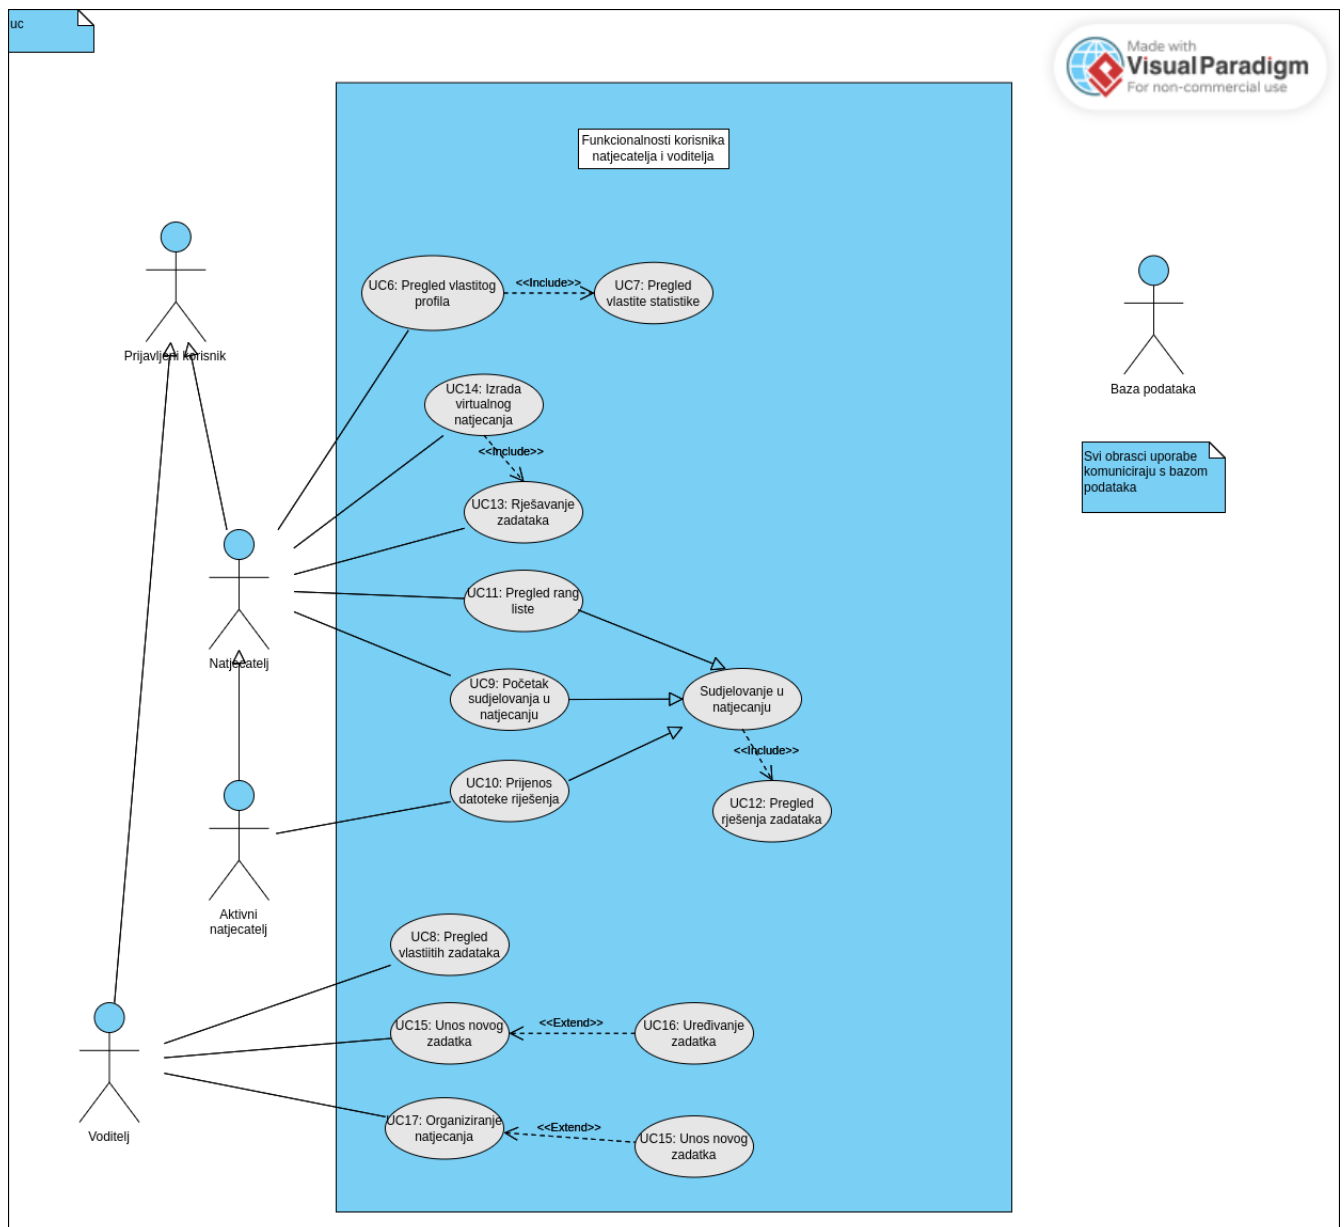 uc
Made with
Visual Paradigm
For non-commercial use
Funkcionalnosti korisnika
natjecatelja i voditelja
Prijavljeni korisnik
UC6: Pregled vlastitog
profila
<<Include>>
UC7: Pregled
vlastite statistike
Baza podataka
UC14: Izrada
virtualnog
natjecanja
<<Include>>
Svi obrasci uporabe
komuniciraju s bazom
podataka
UC13: Rješavanje
zadataka
UC11: Pregled rang
liste
Natjecatelj
UC9: Početak
sudjelovanja u
natjecanju
Sudjelovanje u
natjecanju
<<Include>>
UC10: Prijenos
datoteke riješenja
UC12: Pregled
rješenja zadataka
Aktivni
natjecatelj
UC8: Pregled
vlastiitih zadataka
UC15: Unos novog
zadatka
<<Extend>>
UC16: Uređivanje
zadatka
UC17: Organiziranje
natjecanja
<<Extend>>
UC15: Unos novog
zadatka
Voditelj